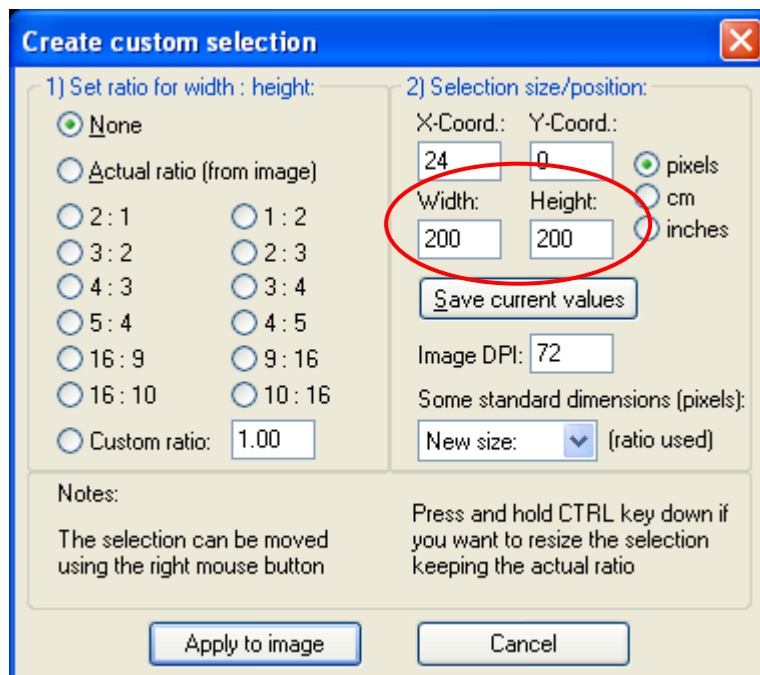 Create custom selection
1) Set ratio for width : height:
None
Actual ratio (from image)
2 : 1
1 : 2
3 : 2
2 : 3
4 : 3
3 : 4
5 : 4
4 : 5
16 : 9
9 : 16
16 : 10
10 : 16
Custom ratio: 1.00
2) Selection size/position:
X-Coord.: Y-Coord.:
24 0
pixels
Width: Height:
cm
200 200
inches
Save current values
Image DPI: 72
Some standard dimensions (pixels):
New size: (ratio used)
Notes:
The selection can be moved
using the right mouse button
Press and hold CTRL key down if
you want to resize the selection
keeping the actual ratio
Apply to image
Cancel